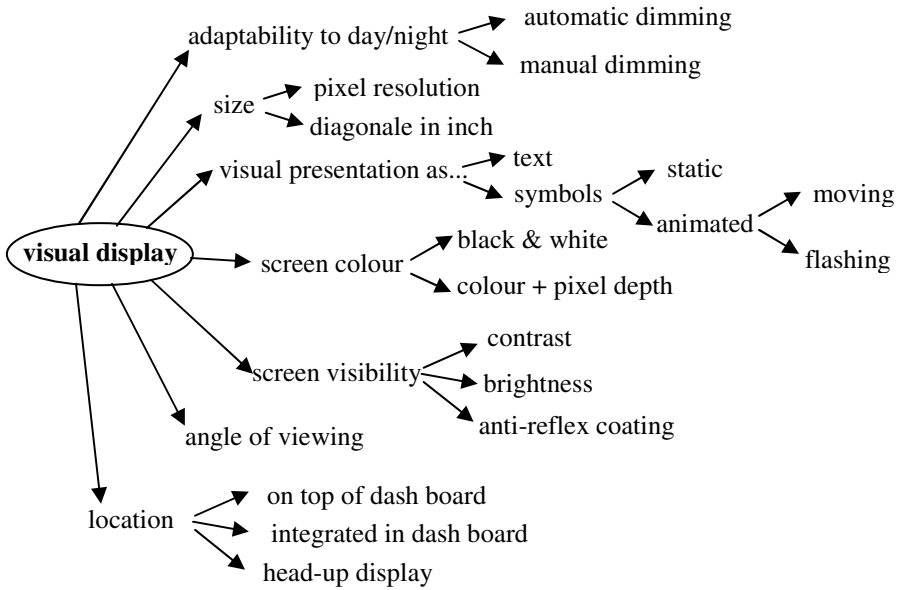 adaptability to day/night
automatic dimming
manual dimming
size
pixel resolution
diagonale in inch
visual presentation as...
text
symbols
static
animated
moving
flashing
visual display
screen colour
black & white
colour + pixel depth
screen visibility
contrast
brightness
anti-reflex coating
angle of viewing
location
on top of dash board
integrated in dash board
head-up display